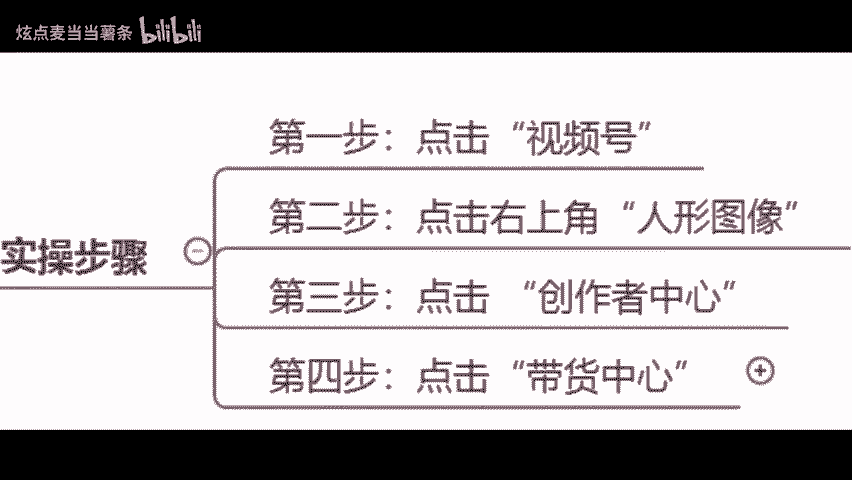 炫点麦当当薯条 bilibili
第一步：点击“视频号”
第二步：点击右上角“人形图像”
实操步骤
第三步：点击 “创作者中心”
第四步：点击“带货中心”